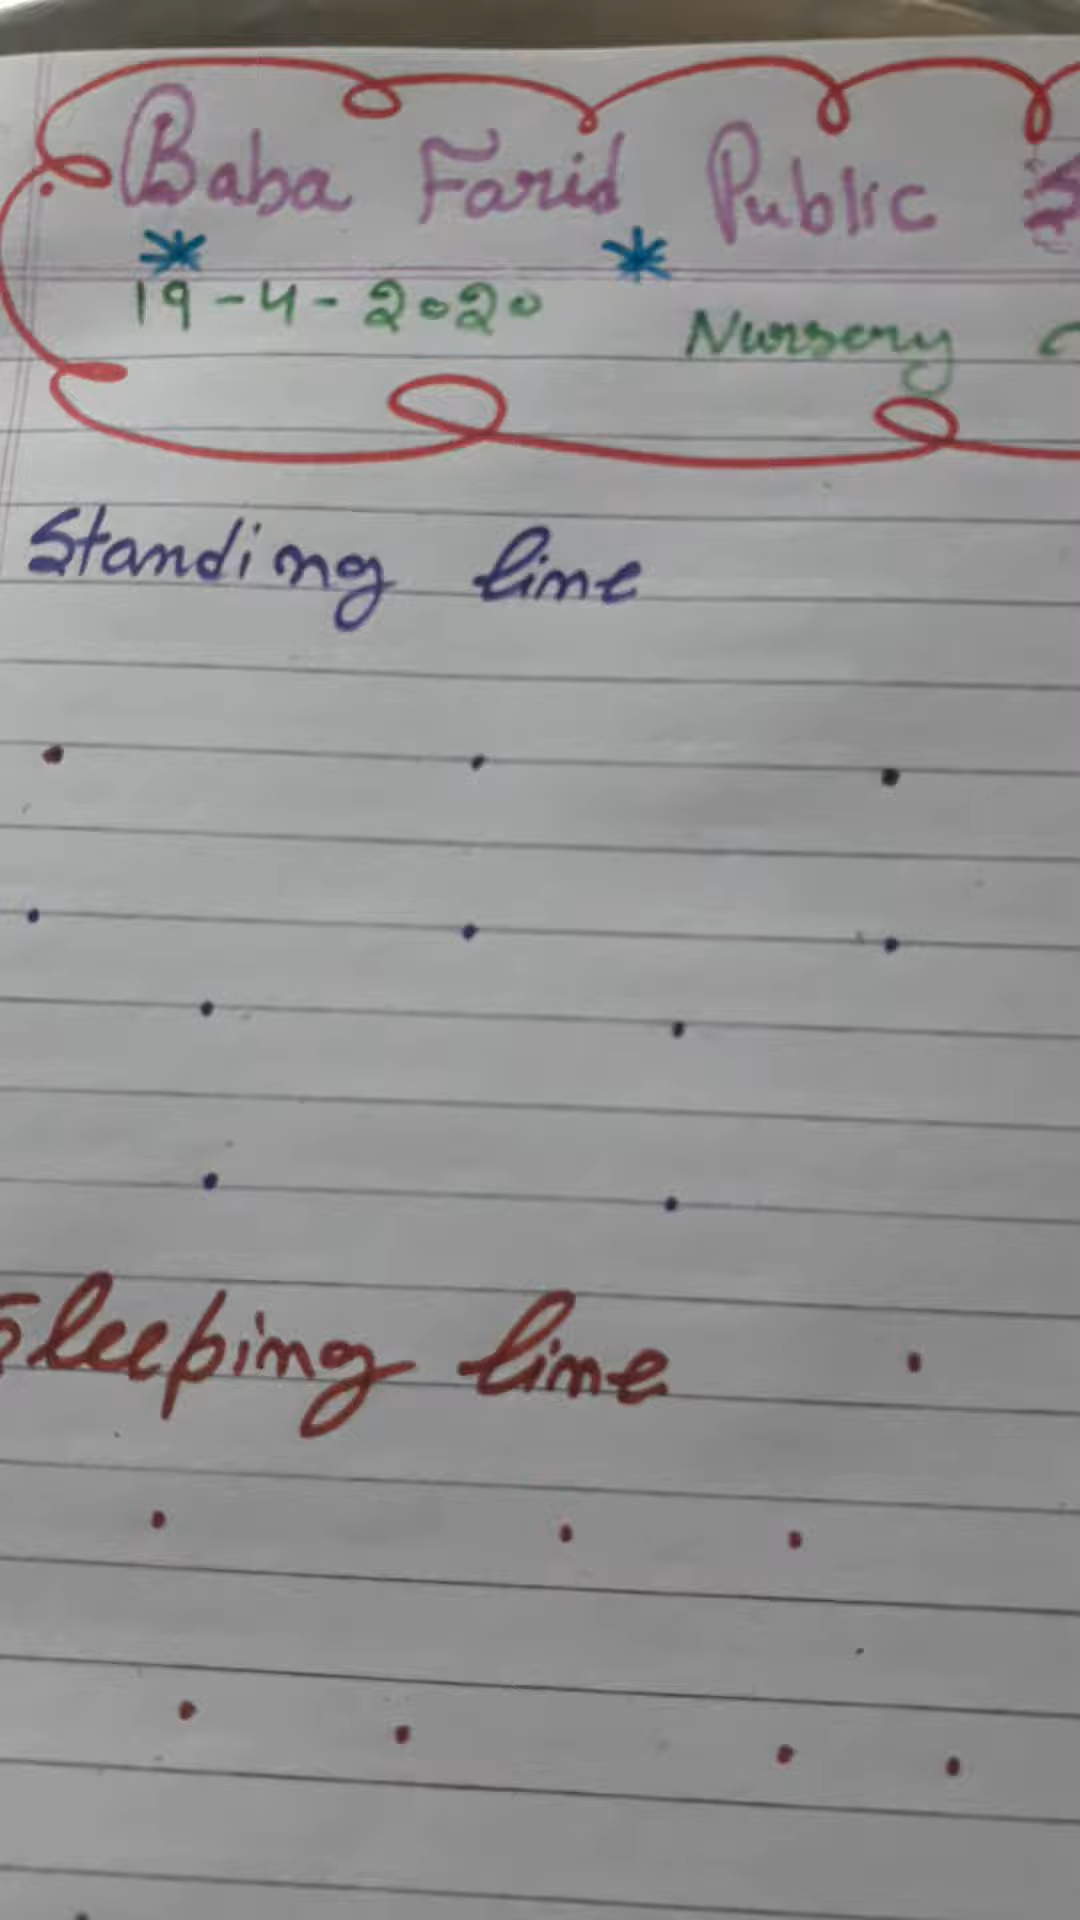 Baba Farid Public
19-4-2020 Nursery
Standing line
Sleeping line